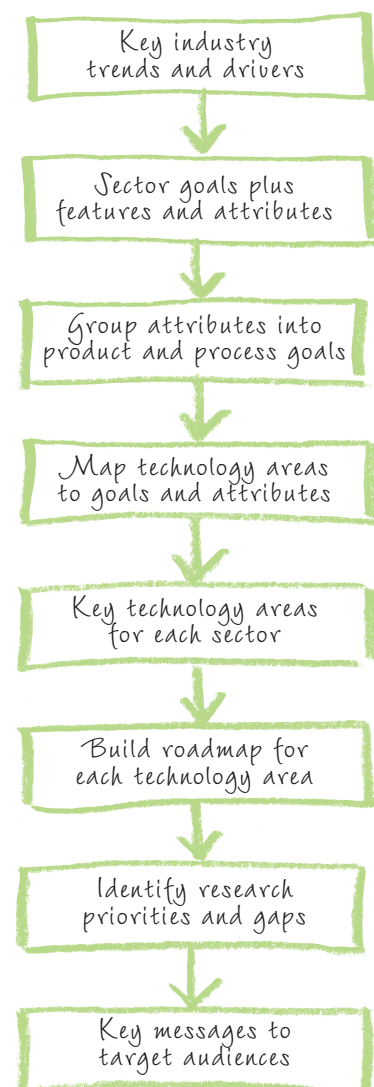 Key industry
trends and drivers
Sector goals plus
features and attributes
Group attributes into
product and process goals
Map technology areas
to goals and attributes
Key technology areas
for each sector
Build roadmap for
each technology area
Identify research
priorities and gaps
Key messages to
target audiences